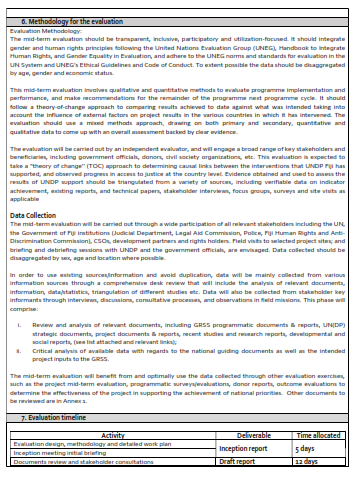 6. Methodology for the evaluation
Evaluation Methodology:
The mid-term evaluation should be transparent, inclusive, participatory and utilization-focused. It should integrate
gender and human rights principles following the United Nations Evaluation Group (UNEG), Handbook to Integrate
Human Rights, and Gender Equality in Evaluation, and adhere to the UNEG norms and standards for evaluation in the
UN System and UNEG's Ethical Guidelines and Code of Conduct. To extent possible the data should be disaggregated
by age, gender and economic status.
This mid-term evaluation involves qualitative and quantitative methods to evaluate programme implementation and
performance, and make recommendations for the remainder of the programme next programme cycle. It should
follow a theory-of-change approach to comparing results achieved to date against what was intended taking into
account the influence of external factors on project results in the various countries in which it has intervened. The
evaluation should use a mixed methods approach, drawing on both primary and secondary, quantitative and
qualitative data to come up with an overall assessment backed by clear evidence.
The evaluation will be carried out by an independent evaluator, and will engage a broad range of key stakeholders and
beneficiaries, including government officials, donors, civil society organizations, etc. This evaluation is expected to
take a "theory of change" (TOC) approach to determining causal links between the interventions that UNDP Fiji has
supported, and observed progress in access to justice at the country level. Evidence obtained and used to assess the
results of UNDP support should be triangulated from a variety of sources, including verifiable data on indicator
achievement, existing reports, and technical papers, stakeholder interviews, focus groups, surveys and site visits as
applicable
Data Collection
The mid-term evaluation will be carried out through a wide participation of all relevant stakeholders including the UN,
the Government of Fiji institutions (Judicial Department, Legal Aid Commission, Police, Fiji Human Rights and Anti-
Discrimination Commission), CSOs, development partners and rights holders. Field visits to selected project sites; and
briefing and debriefing sessions with UNDP and the government officials, are envisaged. Data collected should be
disaggregated by sex, age and location where possible.
In order to use existing sources/information and avoid duplication, data will be mainly collected from various
information sources through a comprehensive desk review that will include the analysis of relevant documents,
information, data/statistics, triangulation of different studies etc. Data will also be collected from stakeholder key
informants through interviews, discussions, consultative processes, and observations in field missions. This phase will
comprise:
i. Review and analysis of relevant documents, including GRSS programmatic documents & reports, UN(DP)
strategic documents, project documents & reports, recent studies and research reports, developmental and
social reports, (see list attached and relevant links);
ii. Critical analysis of available data with regards to the national guiding documents as well as the intended
project inputs to the GRSS.
The mid-term evaluation will benefit from and optimally use the data collected through other evaluation exercises,
such as the project mid-term evaluation, programmatic surveys/evaluations, donor reports, outcome evaluations to
determine the effectiveness of the project in supporting the achievement of national priorities. Other documents to
be reviewed are in Annex 1.
7. Evaluation timeline
Activity Deliverable Time allocated
Evaluation design, methodology and detailed work plan
Inception report 5 days
Inception meeting initial briefing
Documents review and stakeholder consultations Draft report 12 days